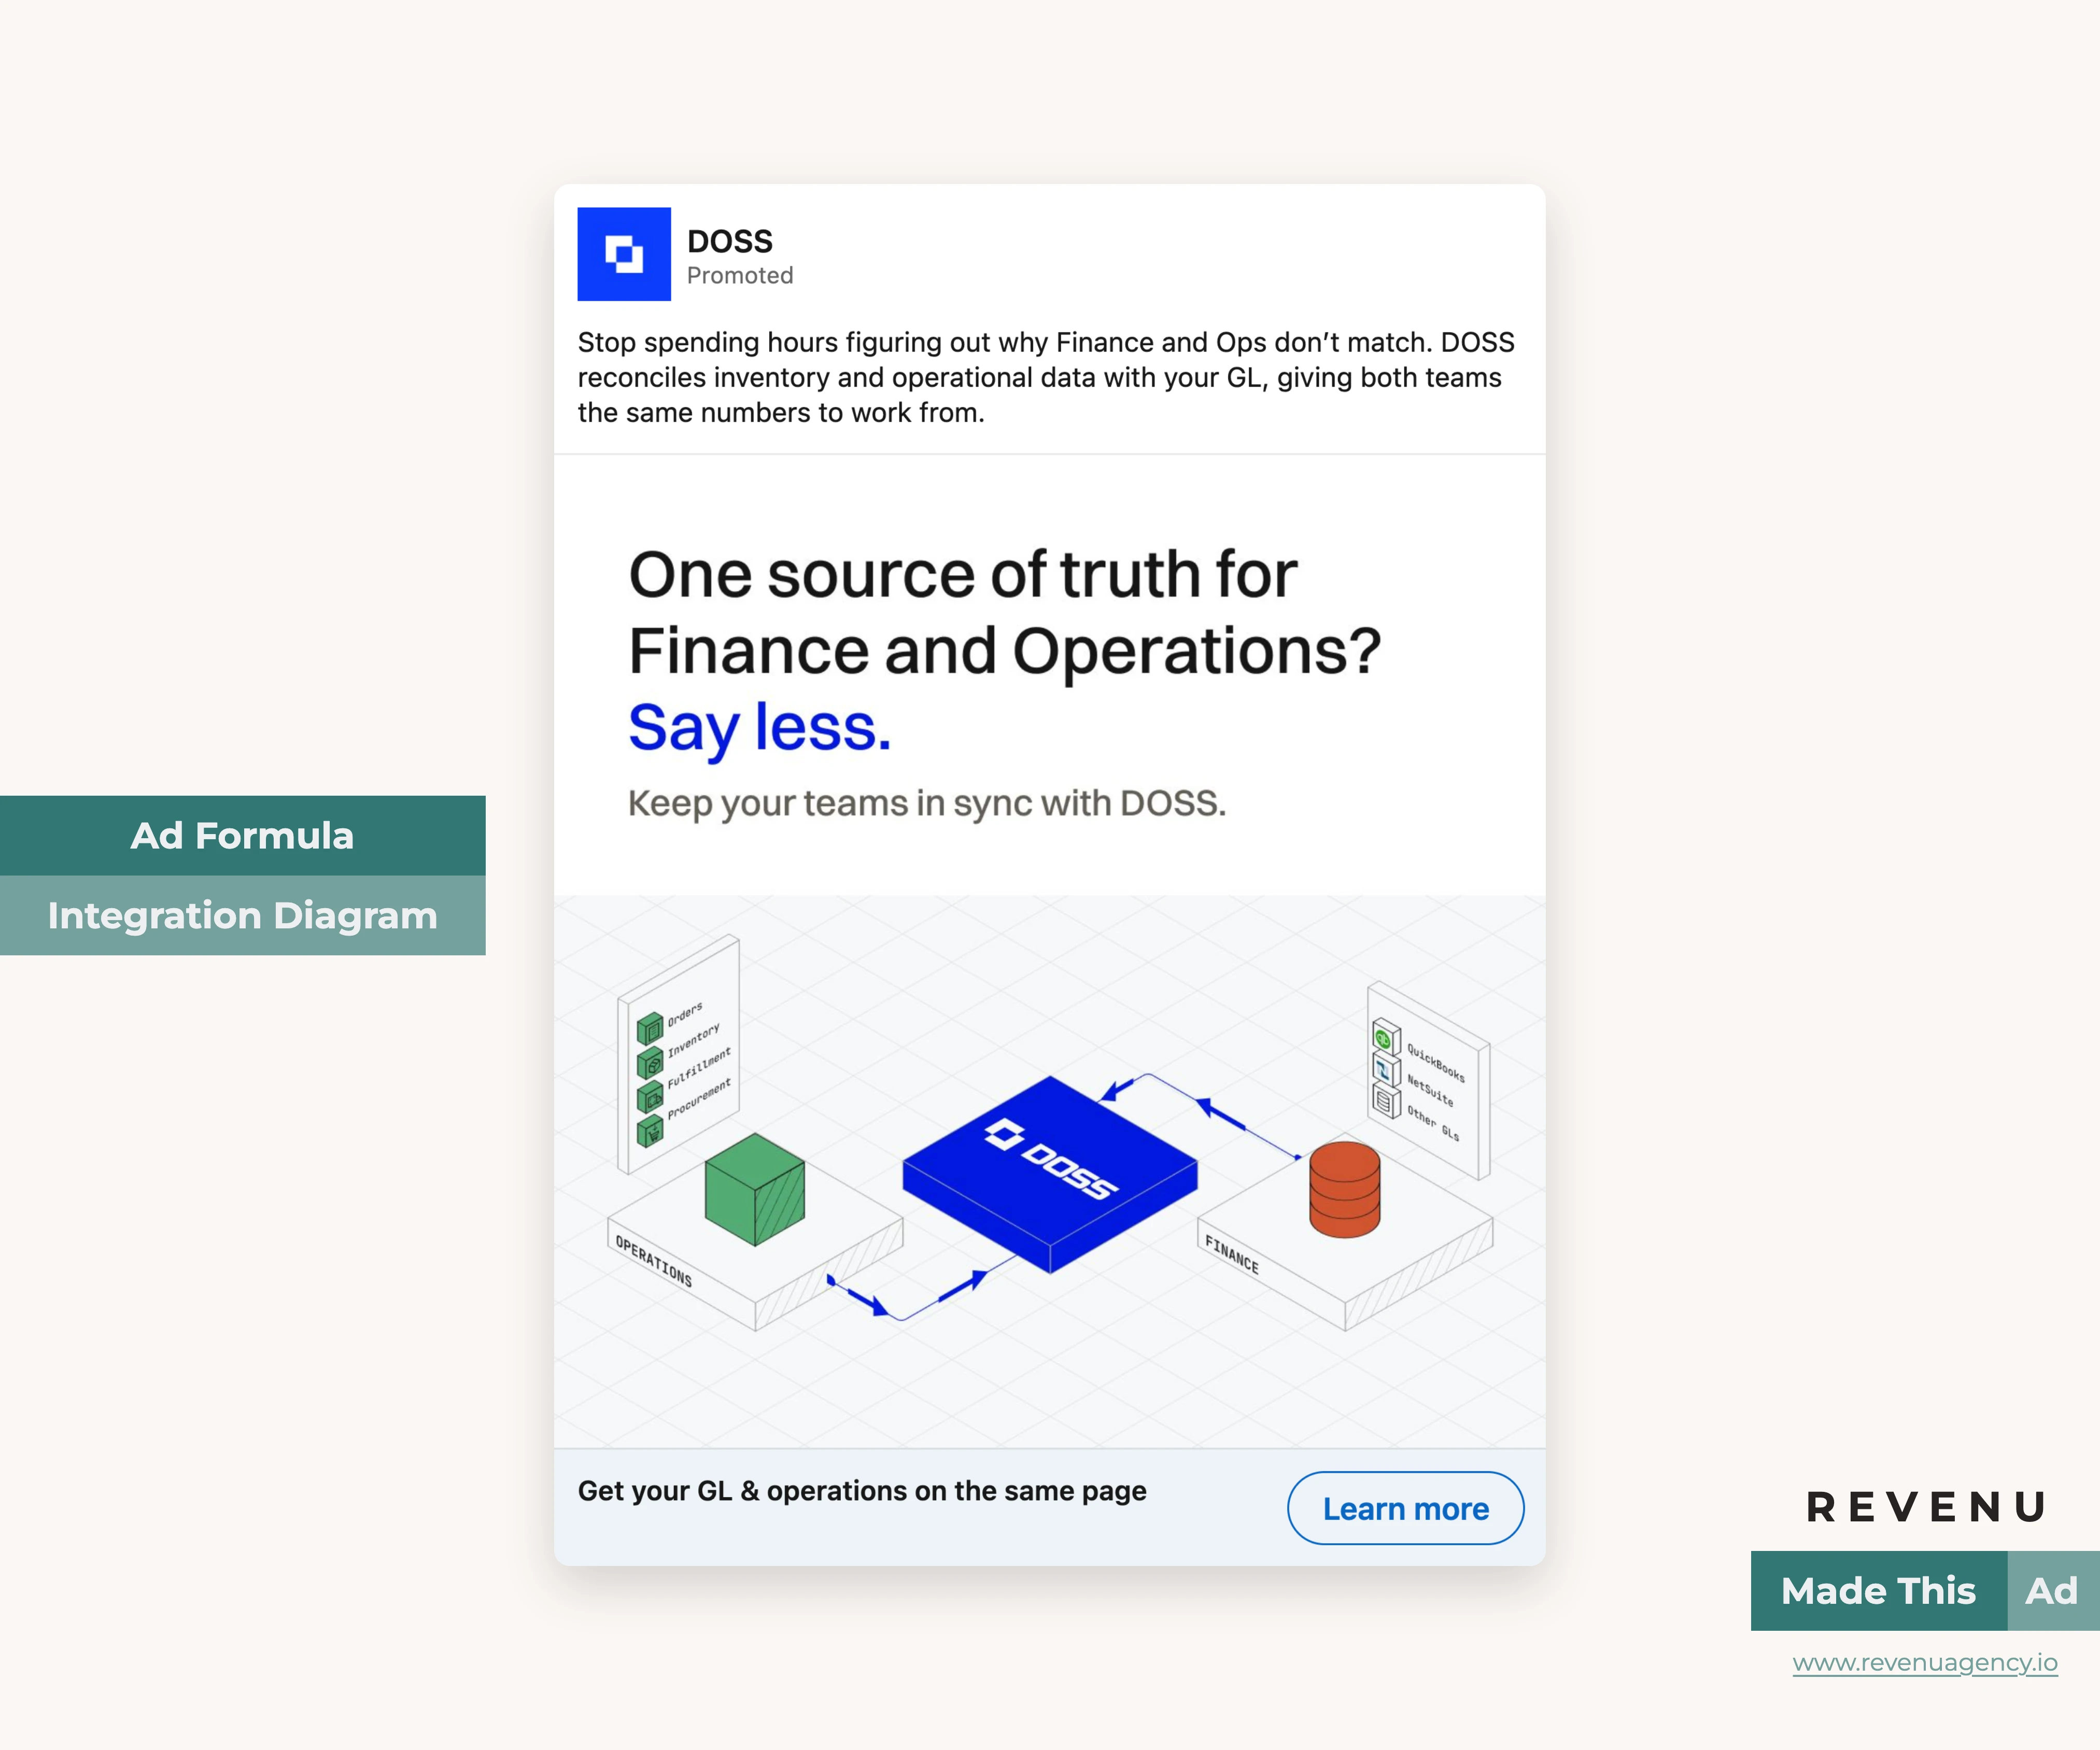 DOSS
Promoted
Stop spending hours figuring out why Finance and Ops don’t match. DOSS
reconciles inventory and operational data with your GL, giving both teams
the same numbers to work from.
One source of truth for
Finance and Operations?
Say less.
Keep your teams in sync with DOSS.
Ad Formula
Integration Diagram
Orders
Inventory
Fulfillment
Procurement
OPERATIONS
DOSS
QuickBooks
NetSuite
Other GLs
FINANCE
Get your GL & operations on the same page
Learn more
REVENU
Made This Ad
www.revenuagency.io